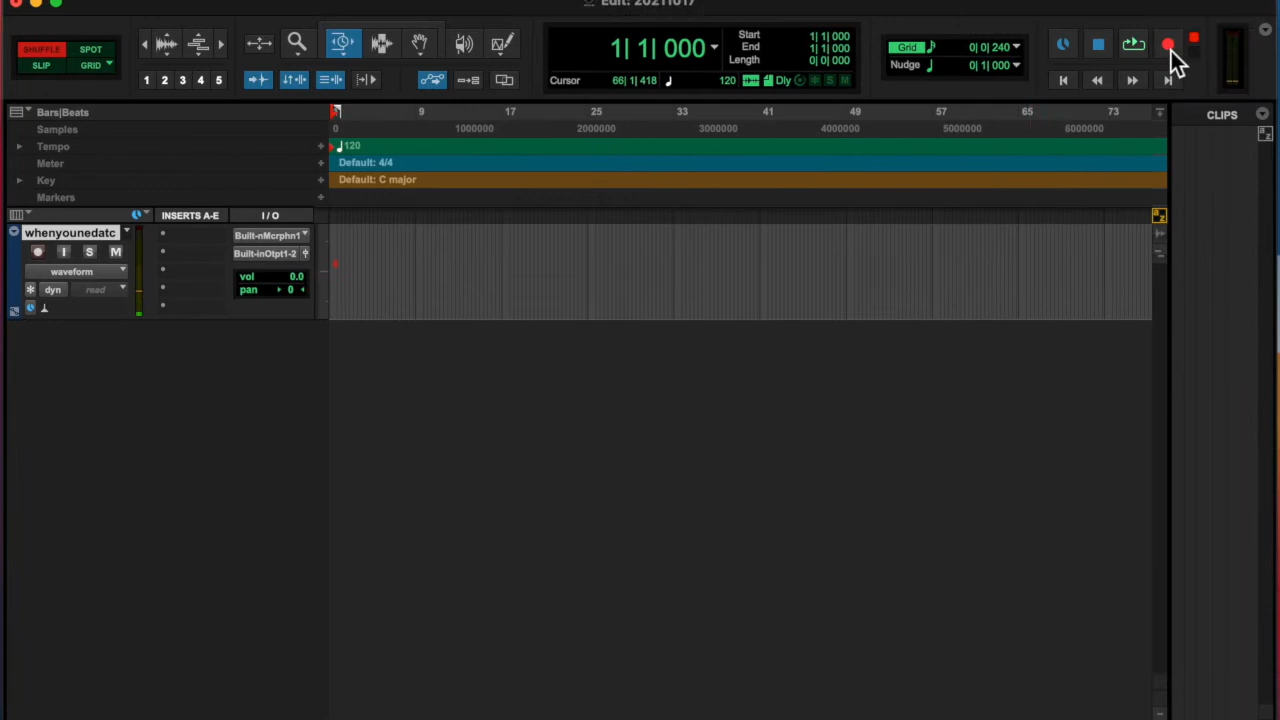 Edit: 20211017
SHUFFLE SPOT
SLIP GRID
1 2 3 4 5
1| 1| 000
Start 1| 1| 000
End 1| 1| 000
Length 0| 0| 000
Cursor 66| 1| 418 120 Dly S M
Grid 0| 0| 240
Nudge 0| 1| 000
Bars|Beats 1 9 17 25 33 41 49 57 65 73
Samples 0 1000000 2000000 3000000 4000000 5000000 6000000
Tempo 120
Meter Default: 4/4
Key Default: C major
Markers
CLIPS
a z
INSERTS A-E I / O
a z
whenyounedatc Built-nMcrphn1
I S M Built-inOtpt1-2
waveform vol 0.0
dyn read pan 0